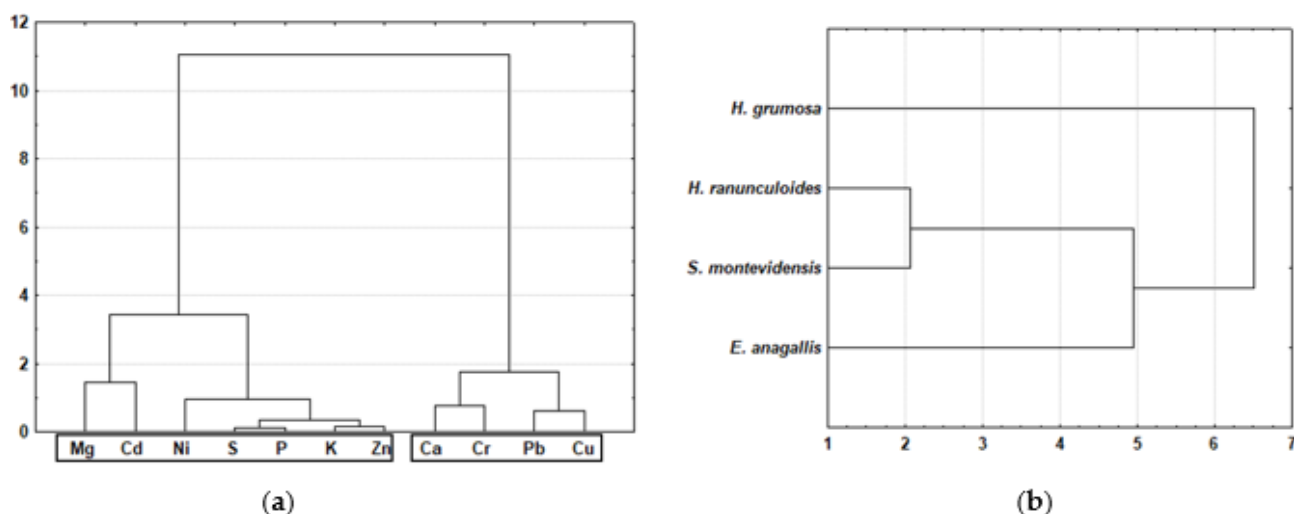 12
10
8
6
4
2
0
Mg Cd Ni S P K Zn Ca Cr Pb Cu
(a)
H. grumosa
H. ranunculoides
S. montevidensis
E. anagallis
1 2 3 4 5 6 7
(b)